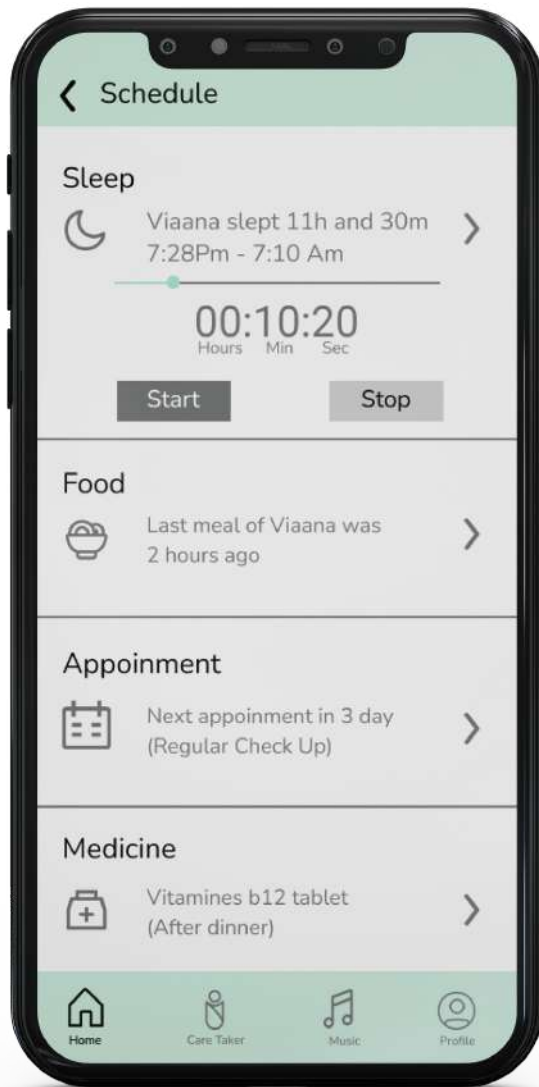 Schedule
Sleep
Viaana slept 11h and 30m
7:28Pm - 7:10 Am
00:10:20
Hours Min Sec
Start Stop
Food
Last meal of Viaana was
2 hours ago
Appoinment
Next appoinment in 3 day
(Regular Check Up)
Medicine
Vitamines b12 tablet
(After dinner)
Home Care Taker Music Profile